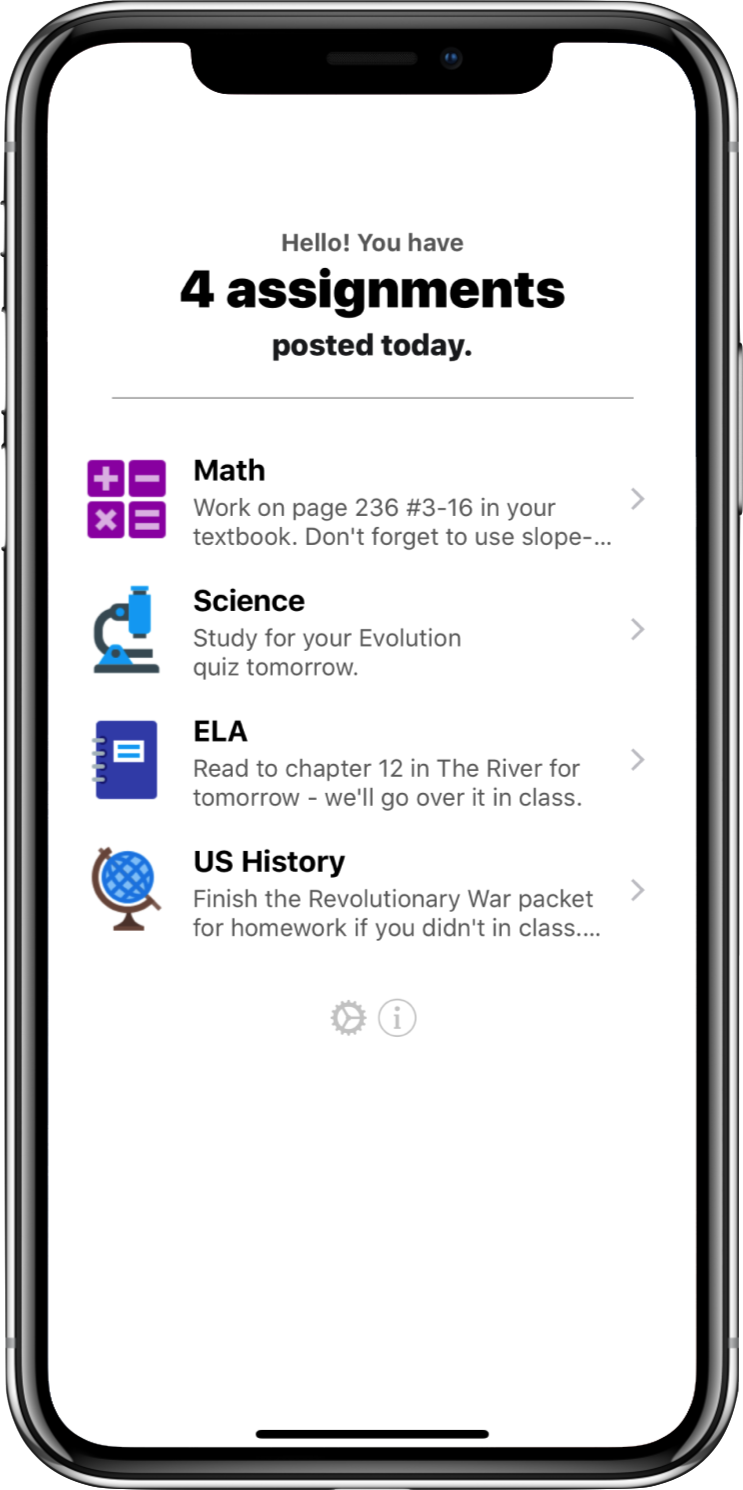 Hello! You have
4 assignments
posted today.
Math
Work on page 236 #3-16 in your
textbook. Don't forget to use slope-...
Science
Study for your Evolution
quiz tomorrow.
ELA
Read to chapter 12 in The River for
tomorrow - we'll go over it in class.
US History
Finish the Revolutionary War packet
for homework if you didn't in class....